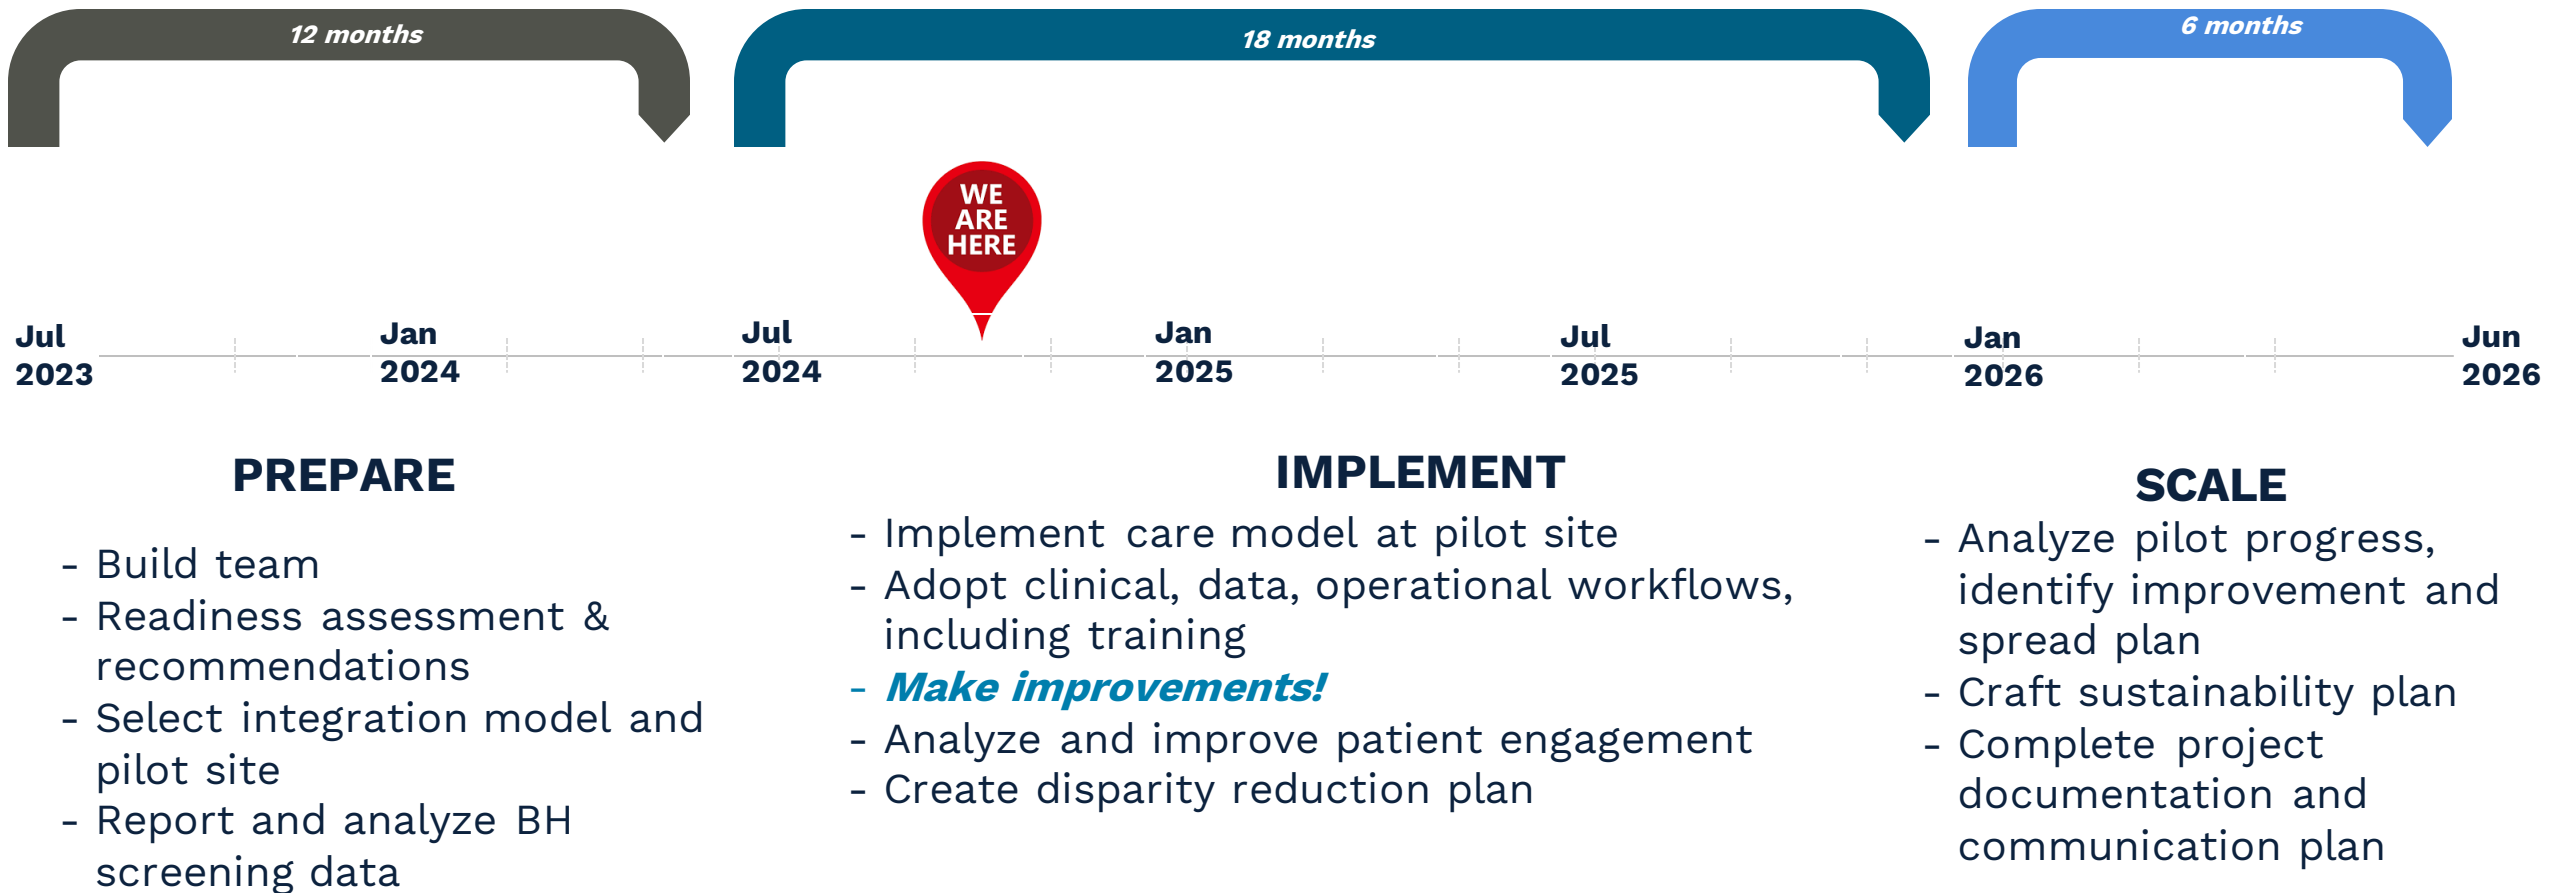 12 months
18 months
6 months
WE
ARE
HERE
Jul
2023
Jan
2024
Jul
2024
Jan
2025
Jul
2025
Jan
2026
Jun
2026
PREPARE
- Build team
- Readiness assessment &
recommendations
- Select integration model and
pilot site
- Report and analyze BH
screening data
IMPLEMENT
- Implement care model at pilot site
- Adopt clinical, data, operational workflows,
including training
- Make improvements!
- Analyze and improve patient engagement
- Create disparity reduction plan
SCALE
- Analyze pilot progress,
identify improvement and
spread plan
- Craft sustainability plan
- Complete project
documentation and
communication plan